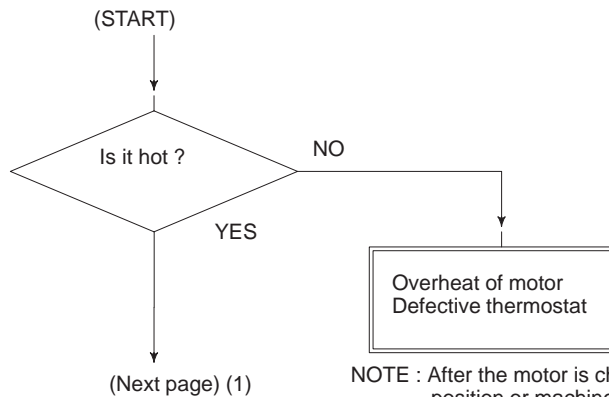 (START)
Is it hot ?
NO
YES
Overheat of motor
Defective thermostat
(Next page) (1)
NOTE : After the motor is
position or machine